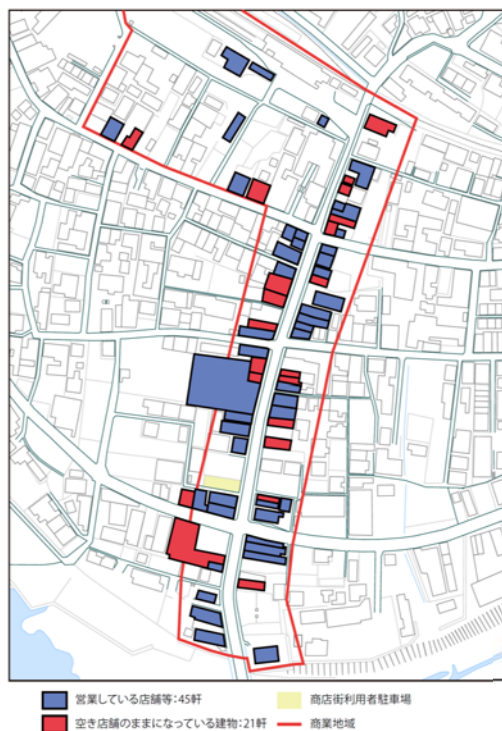 営業している店舗等：45軒
商店街利用者駐車場
空き店舗のままになっている建物：21軒
商業地域